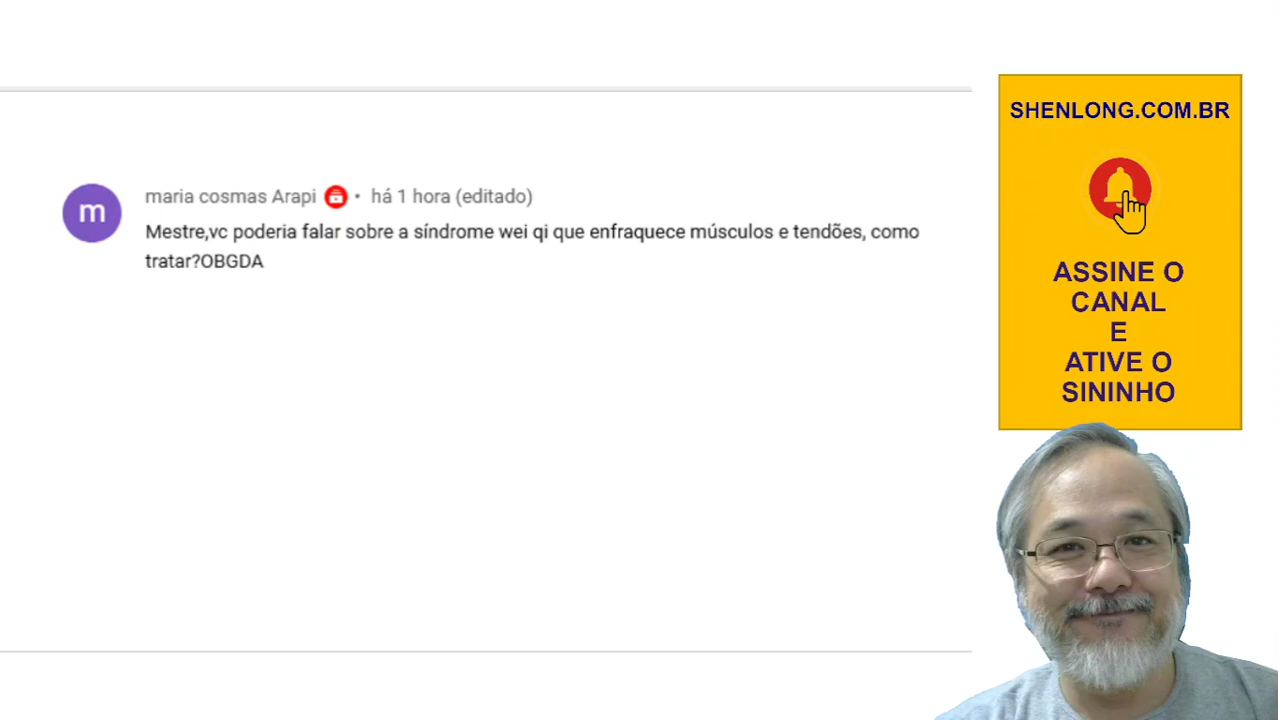 maria cosmas Arapi • há 1 hora (editado)
Mestre,vc poderia falar sobre a síndrome wei qi que enfraquece músculos e tendões, como
tratar?OBGDA
m
SHENLONG.COM.BR
ASSINE O
CANAL
E
ATIVE O
SININHO